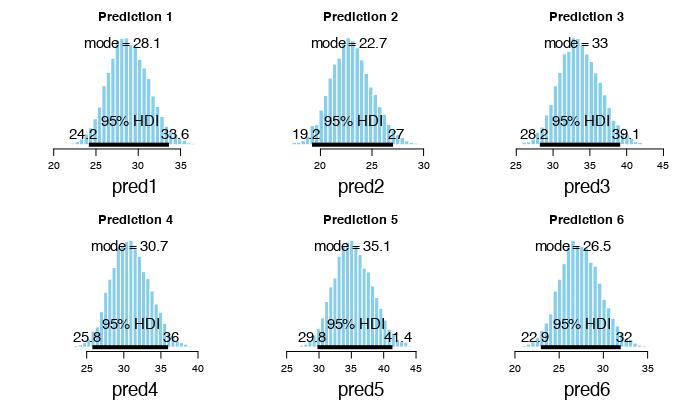 Prediction 1
mode = 28.1
95% HDI
24.2 33.6
20 25 30 35
pred1
Prediction 2
mode = 22.7
95% HDI
19.2 27
20 25 30
pred2
Prediction 3
mode = 33
95% HDI
28.2 39.1
25 30 35 40 45
pred3
Prediction 4
mode = 30.7
95% HDI
25.8 36
25 30 35 40
pred4
Prediction 5
mode = 35.1
95% HDI
29.8 41.4
25 30 35 40 45
pred5
Prediction 6
mode = 26.5
95% HDI
22.9 32
20 25 30 35
pred6